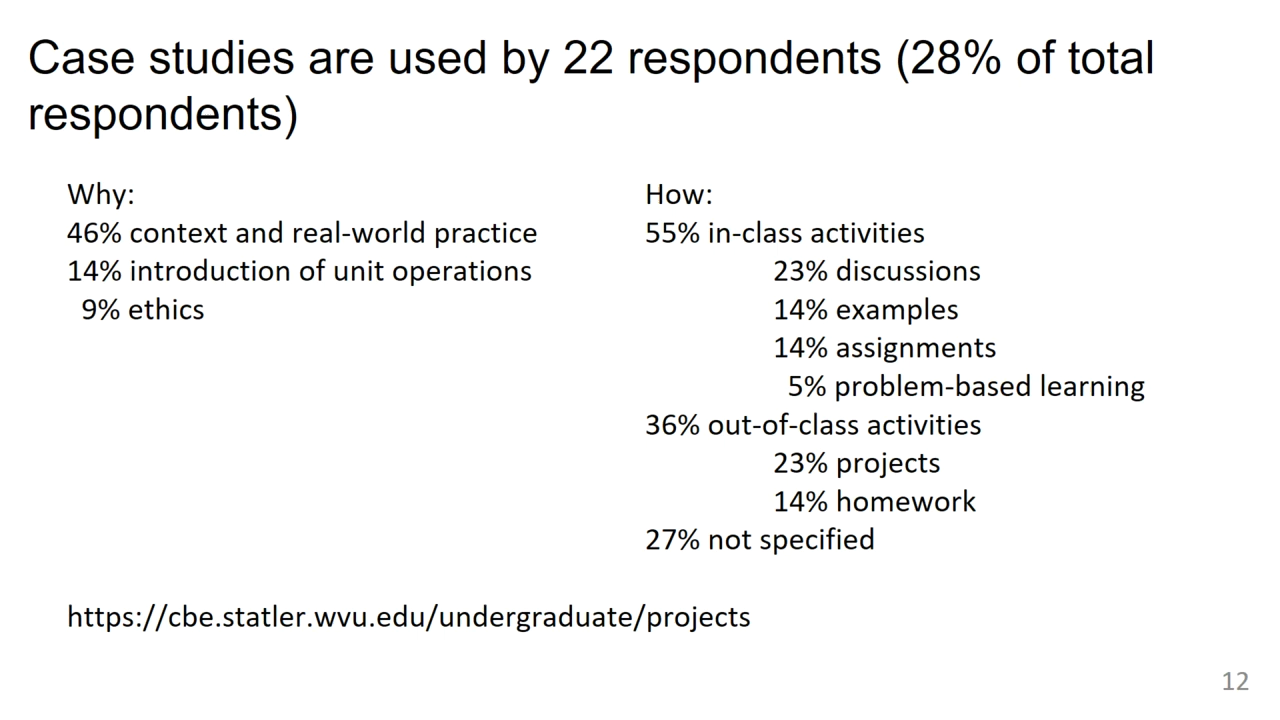 Case studies are used by 22 respondents (28% of total
respondents)
Why:
46% context and real-world practice
14% introduction of unit operations
9% ethics
How:
55% in-class activities
23% discussions
14% examples
14% assignments
5% problem-based learning
36% out-of-class activities
23% projects
14% homework
27% not specified
https://cbe.statler.wvu.edu/undergraduate/projects
12